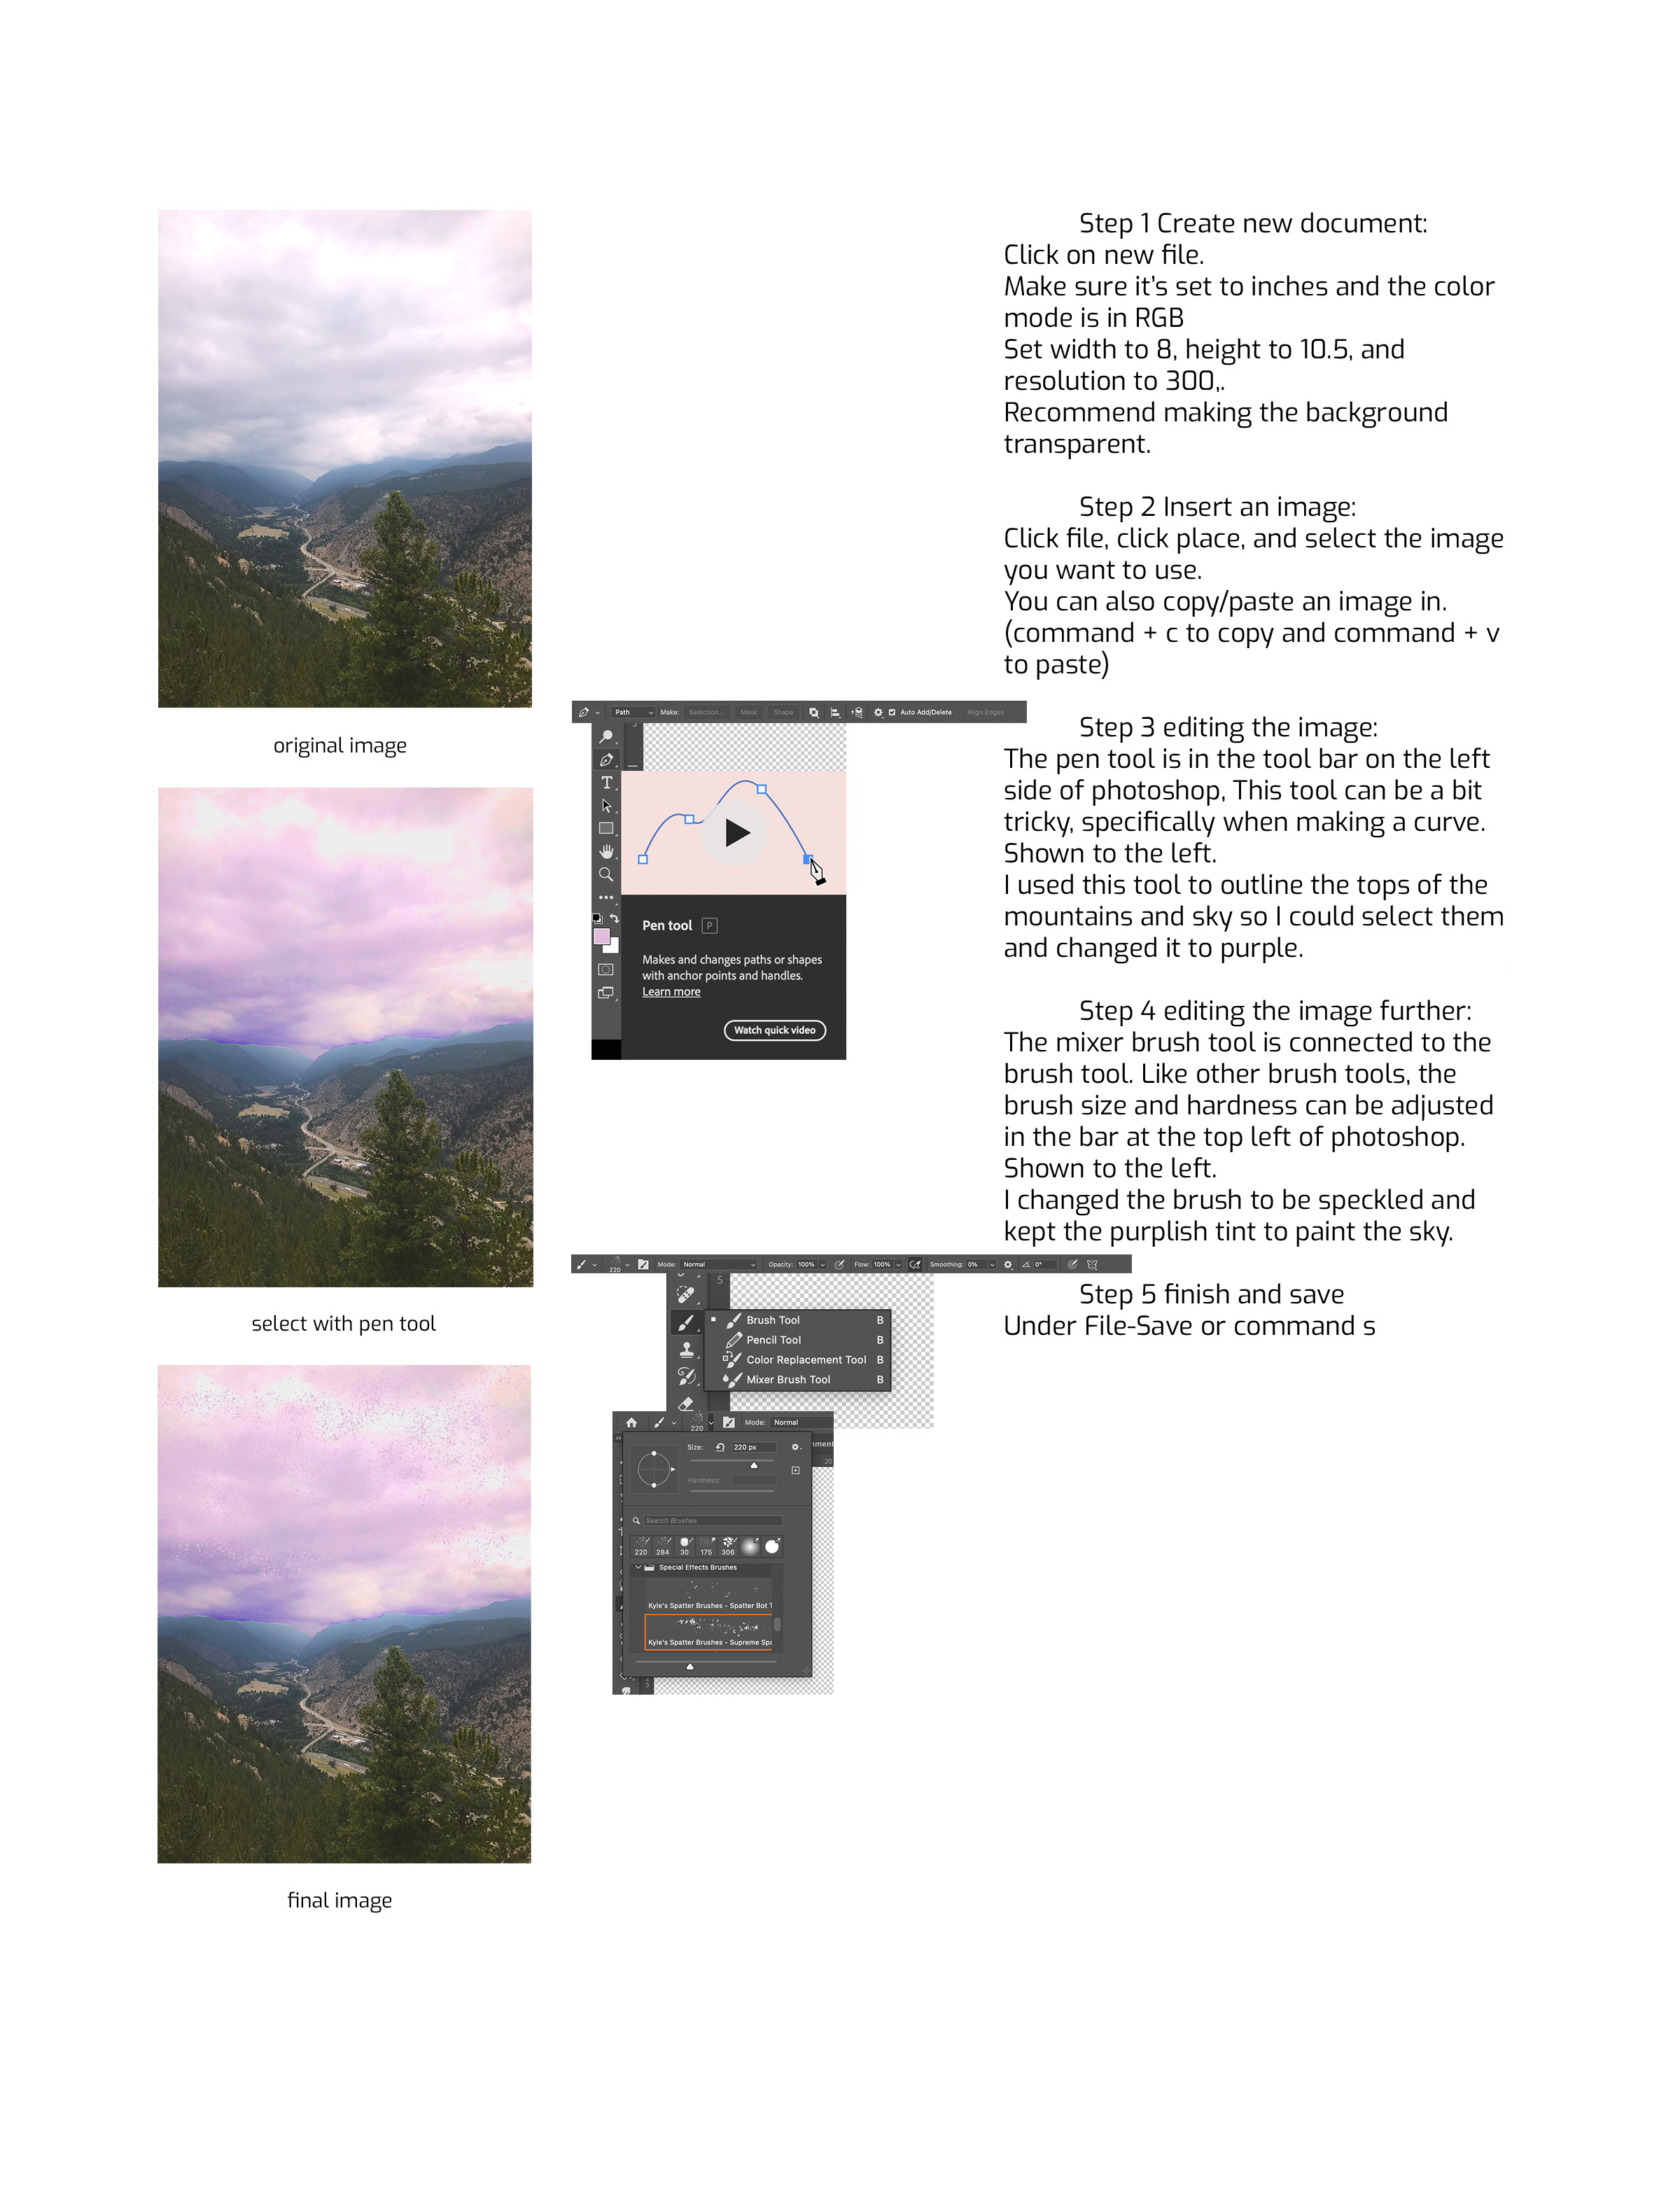 original image
select with pen tool
final image
Path Make: Selection... Mask Shape Auto Add/Delete Align Edges
Pen tool P
Makes and changes paths or shapes
with anchor points and handles.
Learn more
Watch quick video
220 Mode: Normal Opacity: 100% Flow: 100% Smoothing: 0% 0°
S
Brush Tool B
Pencil Tool B
Color Replacement Tool B
Mixer Brush Tool B
220 Mode: Normal
Size: 220 px
20
Hardness:
Search Brushes
220 284 30 175 306
Special Effects Brushes
Kyle's Spatter Brushes - Spatter Bot T
Kyle's Spatter Brushes - Supreme Spa
Step 1 Create new document:
Click on new file.
Make sure it's set to inches and the color
mode is in RGB
Set width to 8, height to 10.5, and
resolution to 300,.
Recommend making the background
transparent.
Step 2 Insert an image:
Click file, click place, and select the image
you want to use.
You can also copy/paste an image in.
(command + c to copy and command + v
to paste)
Step 3 editing the image:
The pen tool is in the tool bar on the left
side of photoshop, This tool can be a bit
tricky, specifically when making a curve.
Shown to the left.
I used this tool to outline the tops of the
mountains and sky so I could select them
and changed it to purple.
Step 4 editing the image further:
The mixer brush tool is connected to the
brush tool. Like other brush tools, the
brush size and hardness can be adjusted
in the bar at the top left of photoshop.
Shown to the left.
I changed the brush to be speckled and
kept the purplish tint to paint the sky.
Step 5 finish and save
Under File-Save or command s